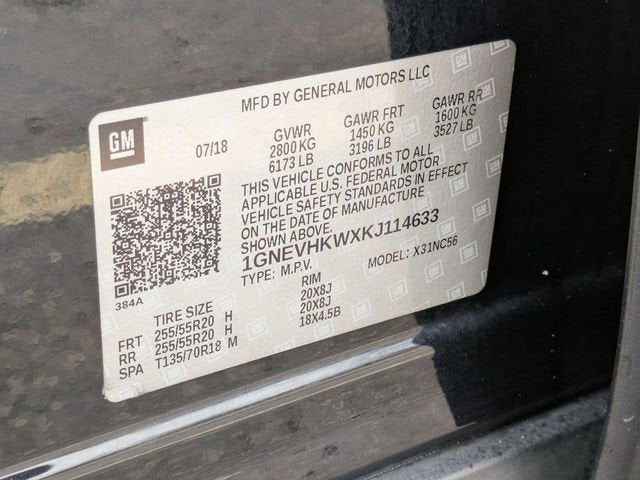 MFD BY GENERAL MOTORS LLC
GM
07/18
GVWR
2800 KG
6173 LB
GAWR FRT
1450 KG
3196 LB
GAWR RR
1600 KG
3527 LB
THIS VEHICLE CONFORMS TO ALL
APPLICABLE U.S. FEDERAL MOTOR
VEHICLE SAFETY STANDARDS IN EFFECT
ON THE DATE OF MANUFACTURE
SHOWN ABOVE.
1GNEVHKWXKJ114633
TYPE: M.P.V. MODEL: X31NC56
384A
TIRE SIZE RIM
FRT 255/55R20 H 20X8J
RR 255/55R20 H 20X8J
SPA T135/70R18 M 18X4.5B